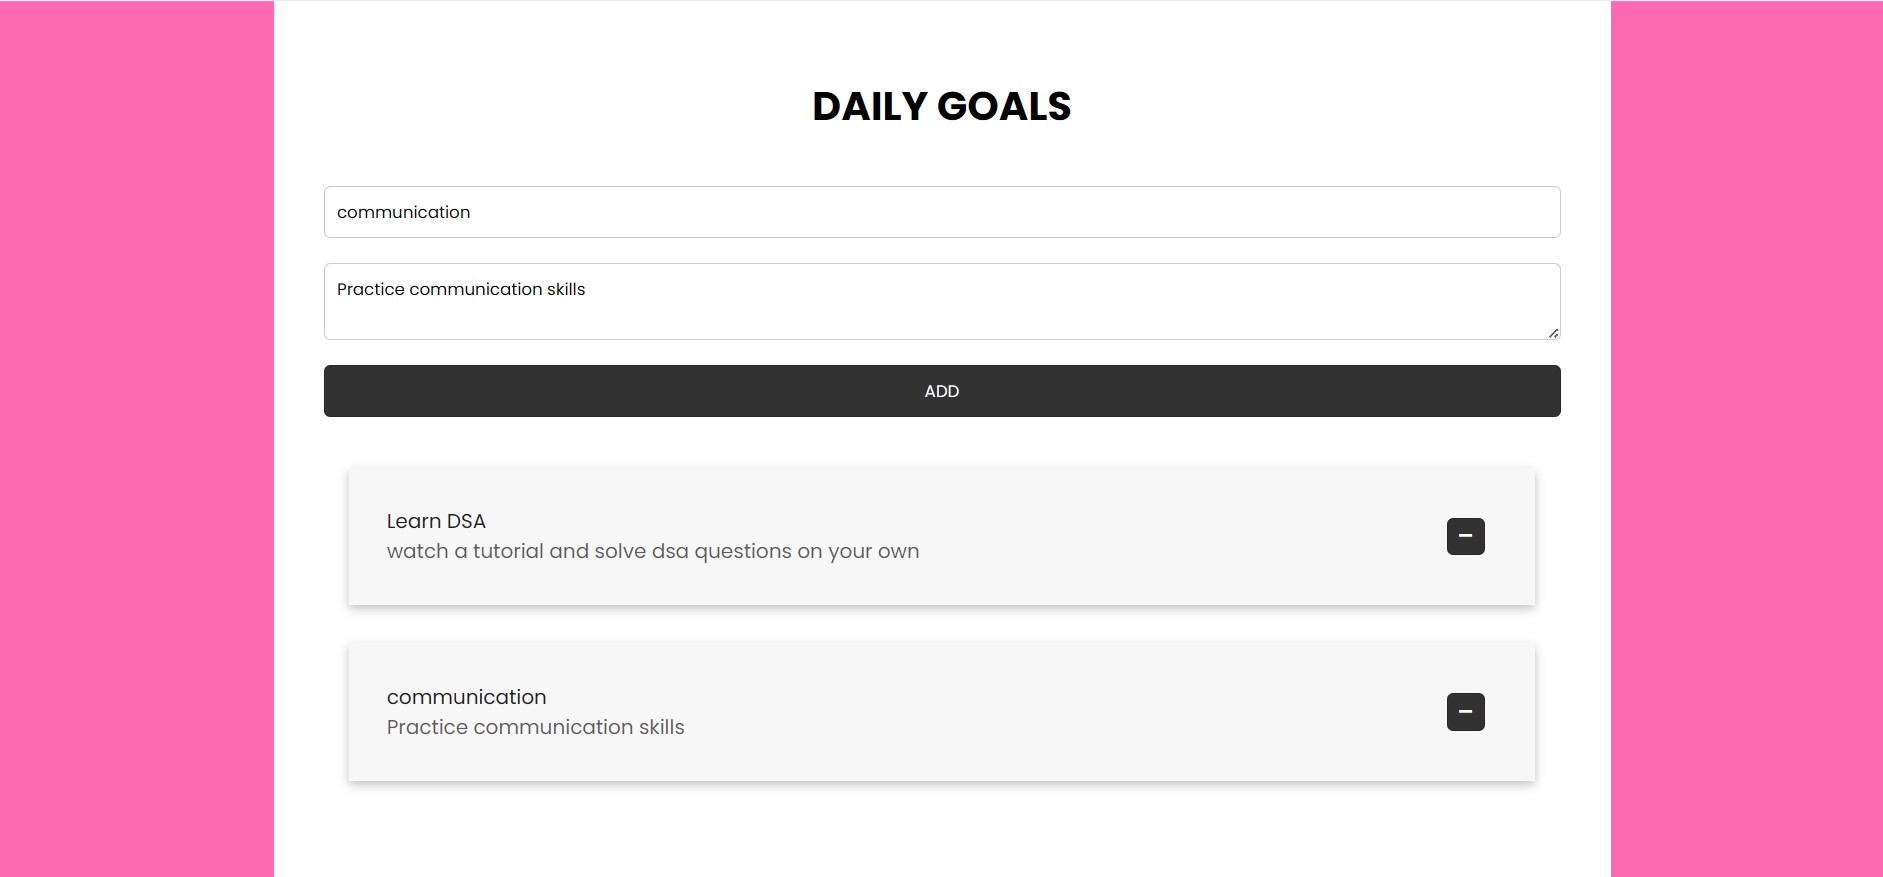 DAILY GOALS
communication
Practice communication skills
ADD
Learn DSA
watch a tutorial and solve dsa questions on your own
communication
Practice communication skills